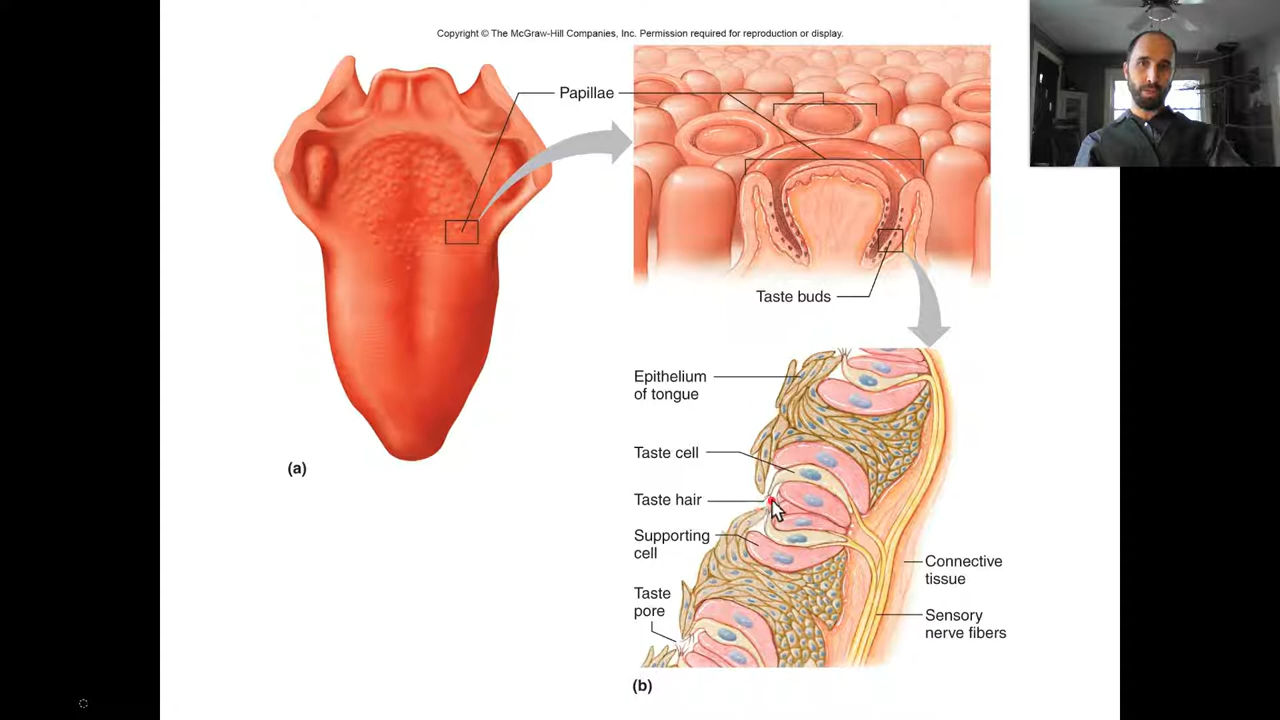 Copyright © The McGraw-Hill Companies, Inc. Permission required for reproduction or display.
Papillae
Taste buds
Epithelium
of tongue
Taste cell
Taste hair
Supporting
cell
Taste
pore
Connective
tissue
Sensory
nerve fibers
(a)
(b)